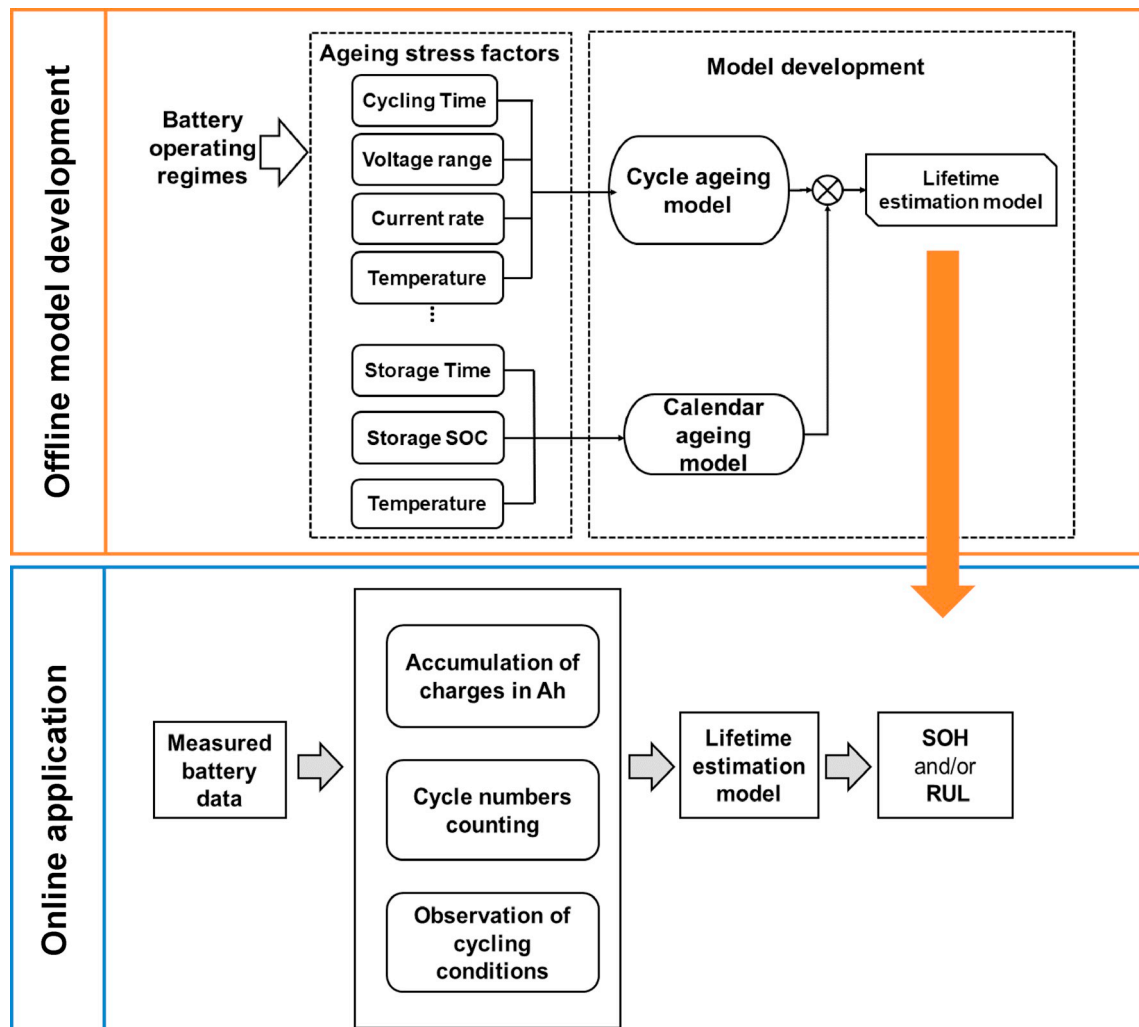 Offline model development
Battery
operating
regimes
Ageing stress factors
Cycling Time
Voltage range
Current rate
Temperature
Storage Time
Storage SOC
Temperature
Model development
Cycle ageing
model
Calendar
ageing
model
Lifetime
estimation model
Online application
Measured
battery
data
Accumulation of
charges in Ah
Cycle numbers
counting
Observation of
cycling
conditions
Lifetime
estimation
model
SOH
and/or
RUL